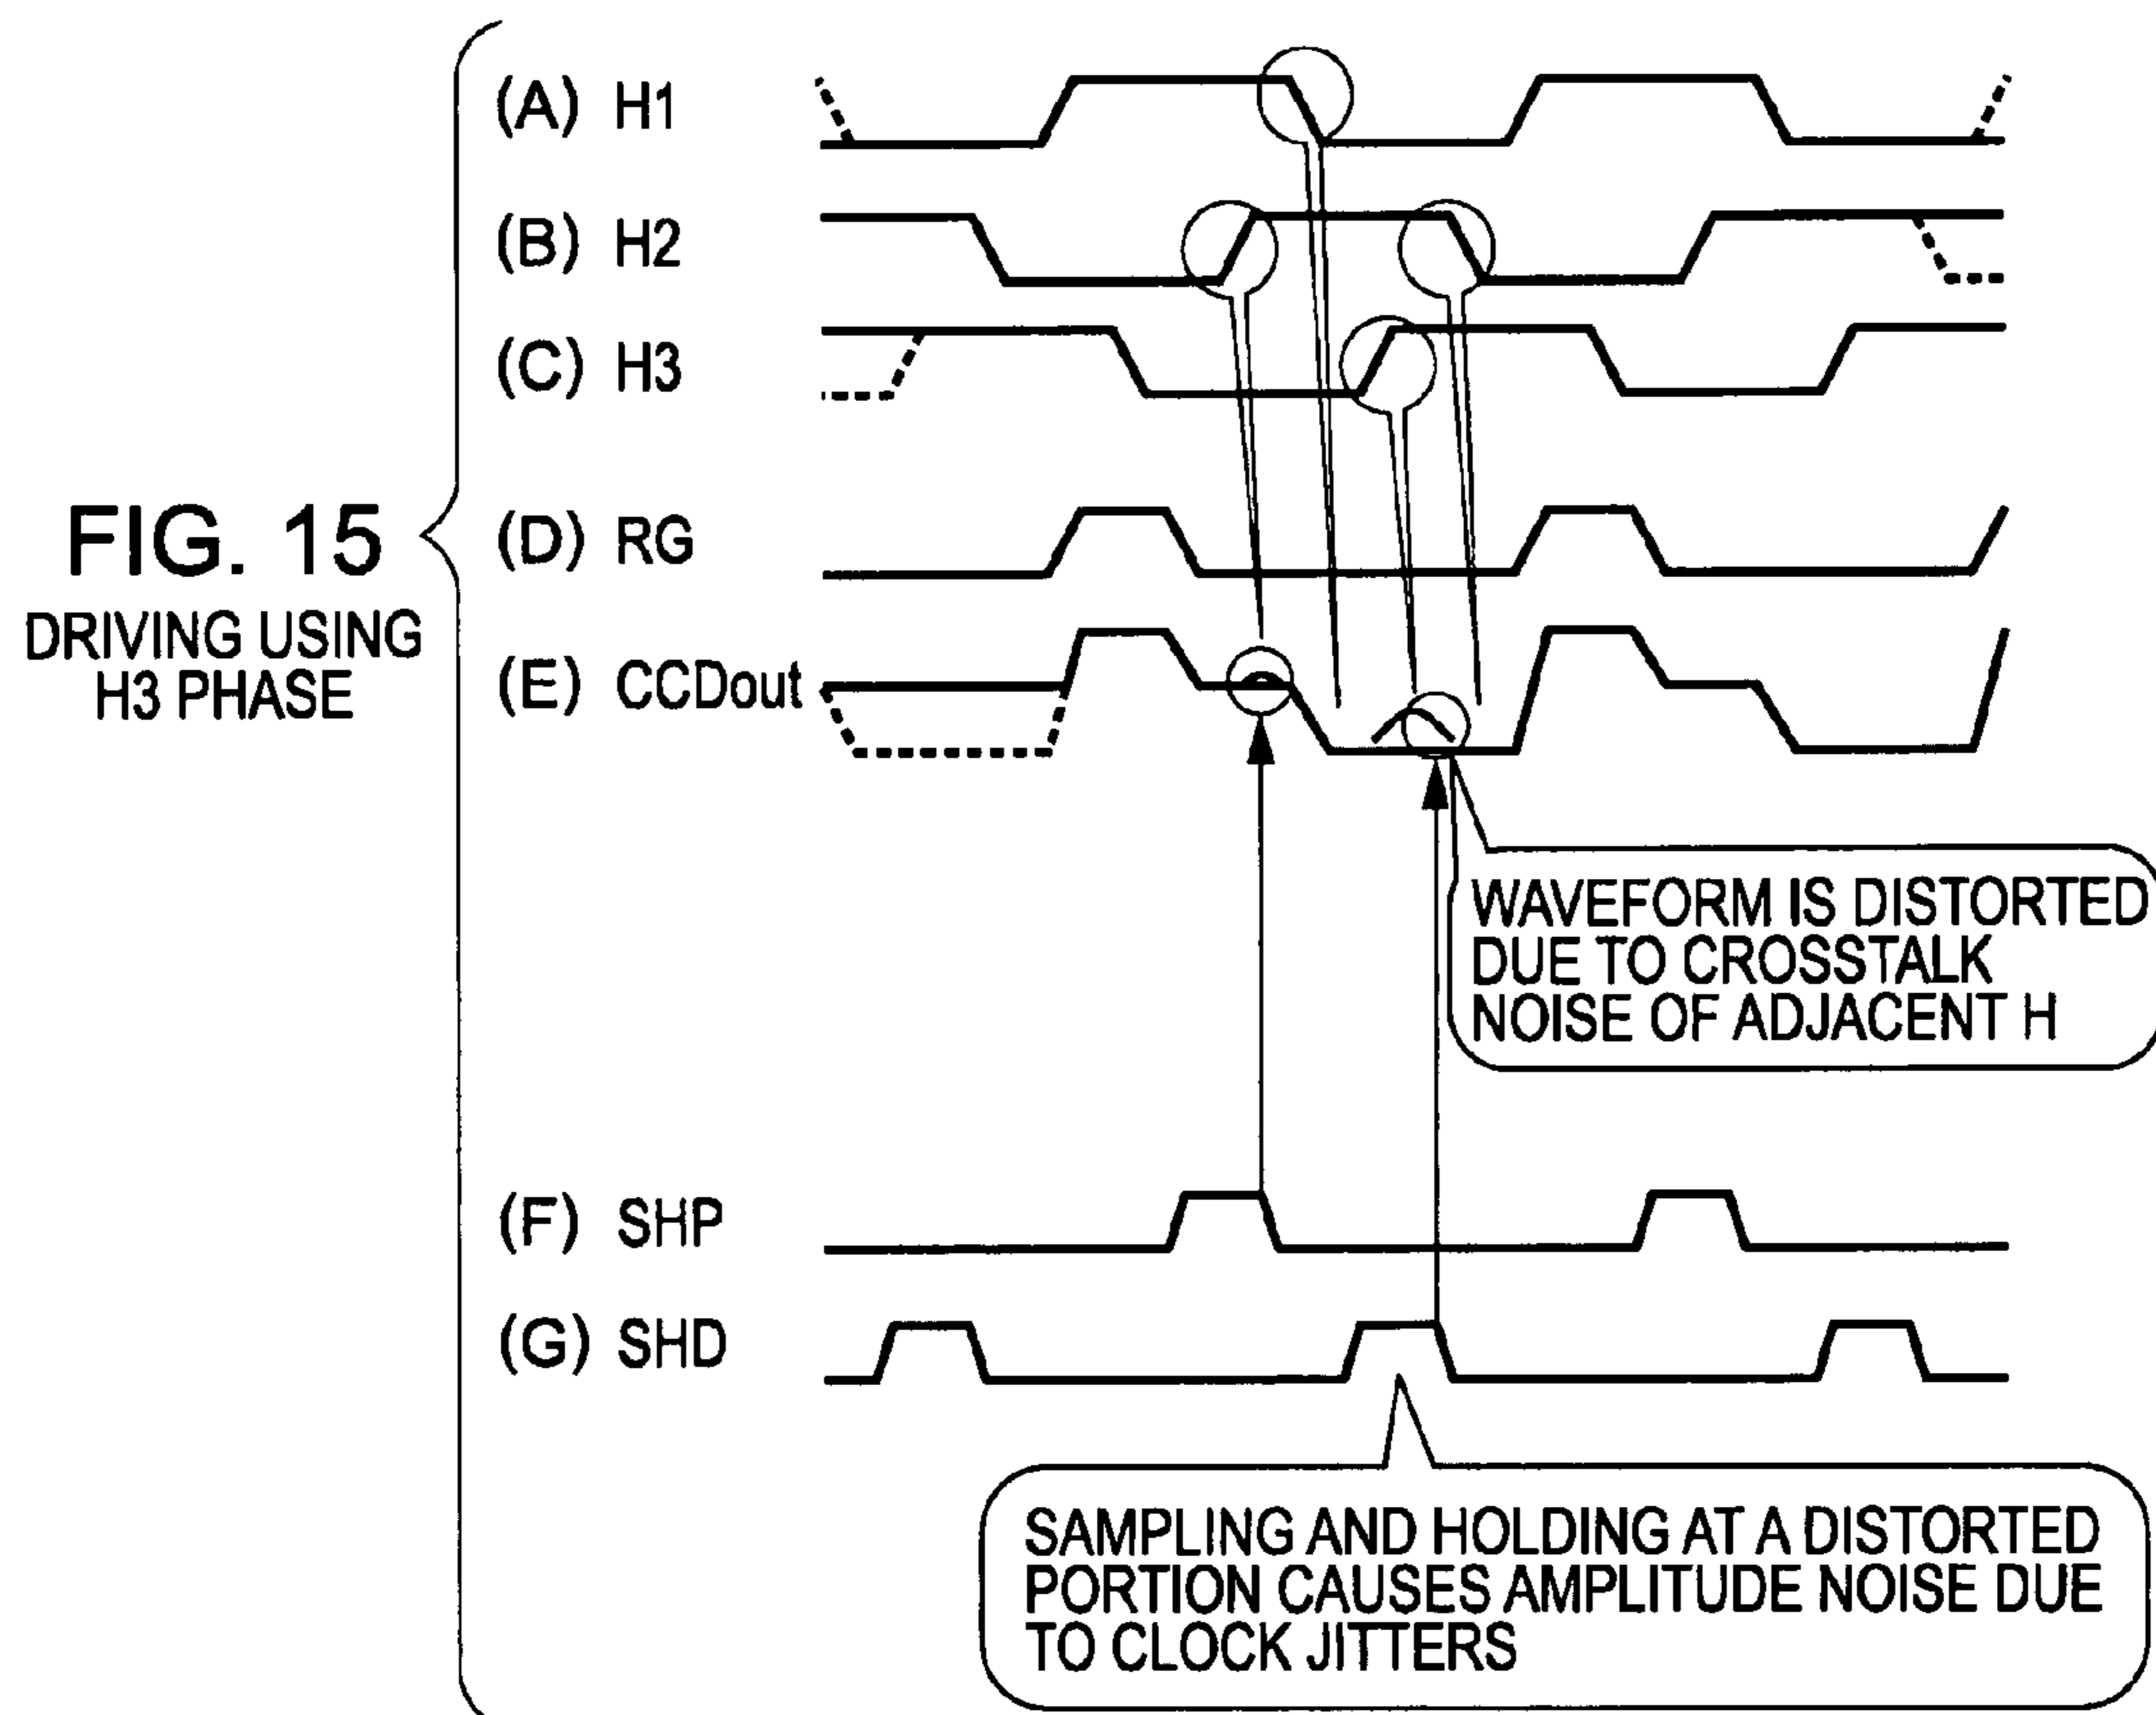 FIG. 15
DRIVING USING
H3 PHASE
(A) H1
(B) H2
(C) H3
(D) RG
(E) CCDout
(F) SHP
(G) SHD
WAVEFORM IS DISTORTED
DUE TO CROSSTALK
NOISE OF ADJACENT H
SAMPLING AND HOLDING AT A DISTORTED
PORTION CAUSES AMPLITUDE NOISE DUE
TO CLOCK JITTERS